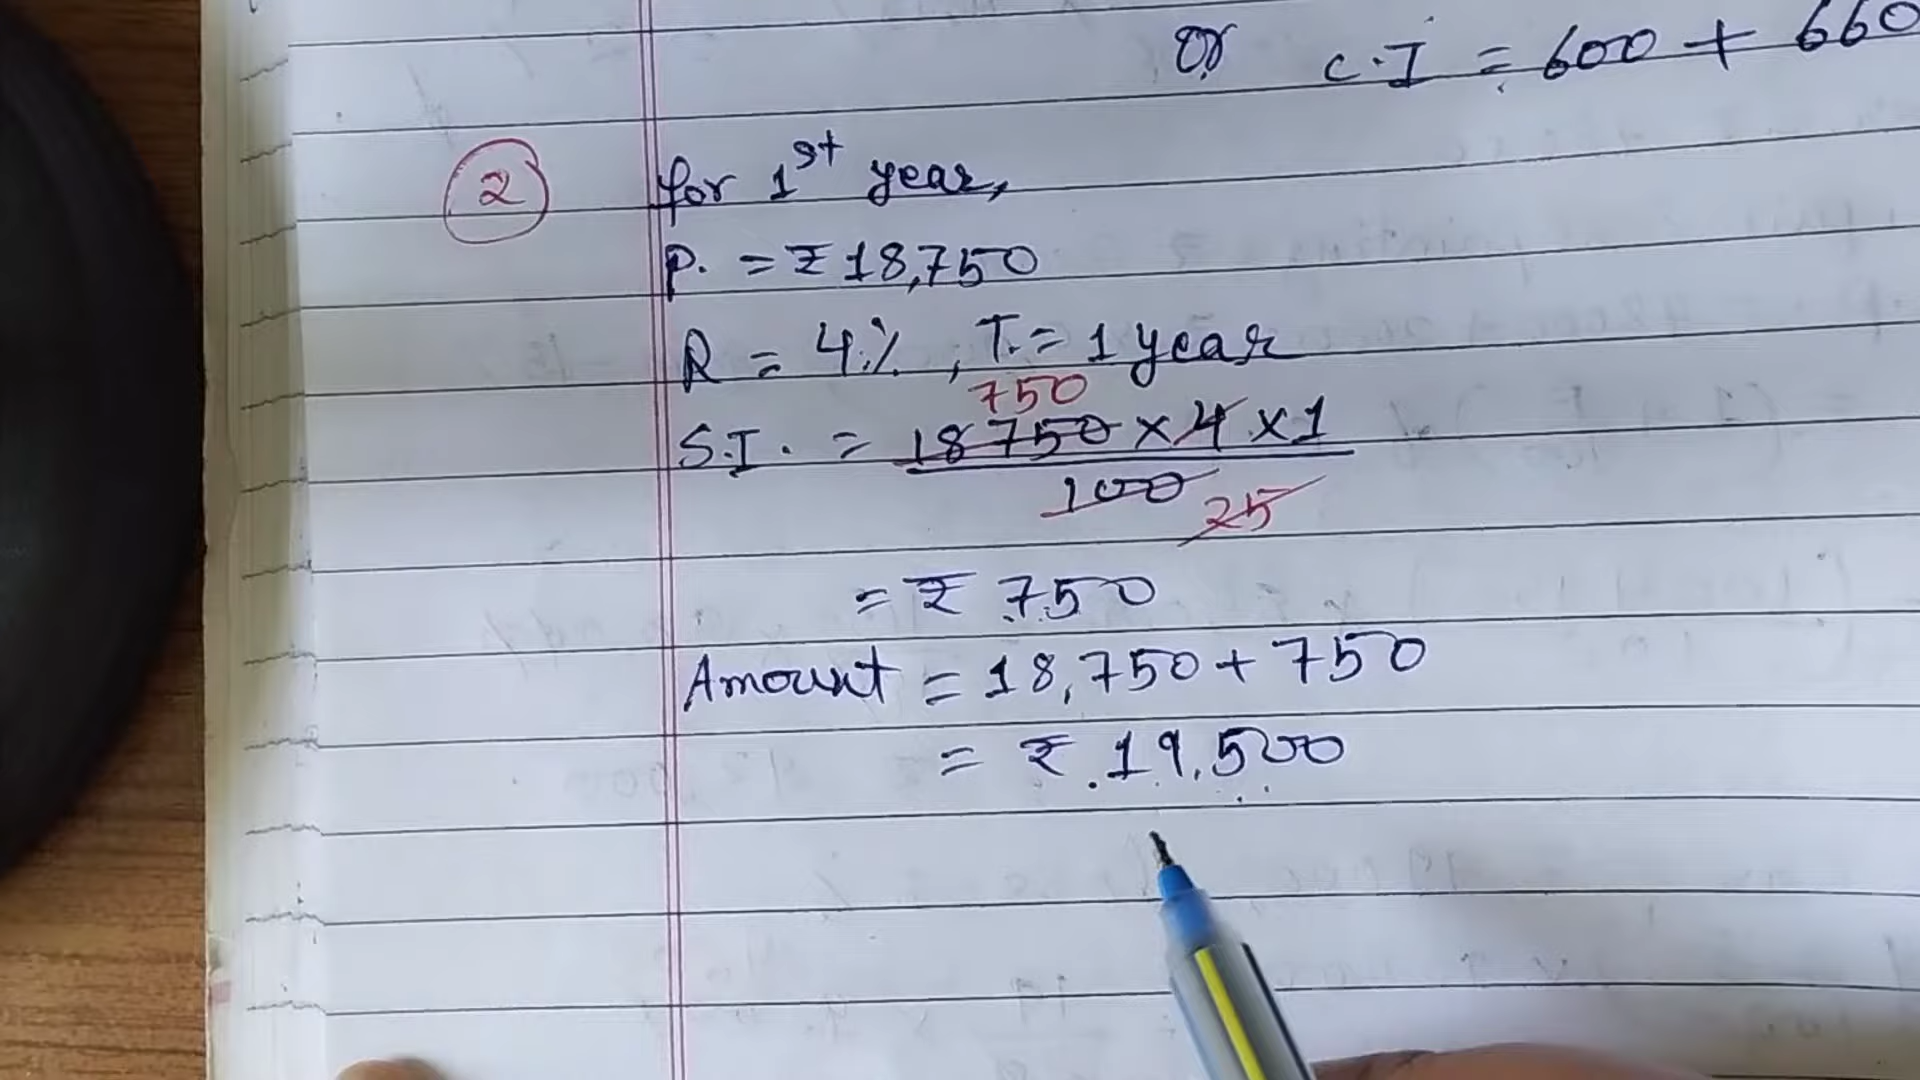 Or C.I = 600 + 660
2 for 1st year,
P. = ₹18,750
R = 4%, T. = 1 year
750
S.I. = 18750 × 4 × 1
100 25
= ₹ 750
Amount = 18,750 + 750
= ₹ 19,500